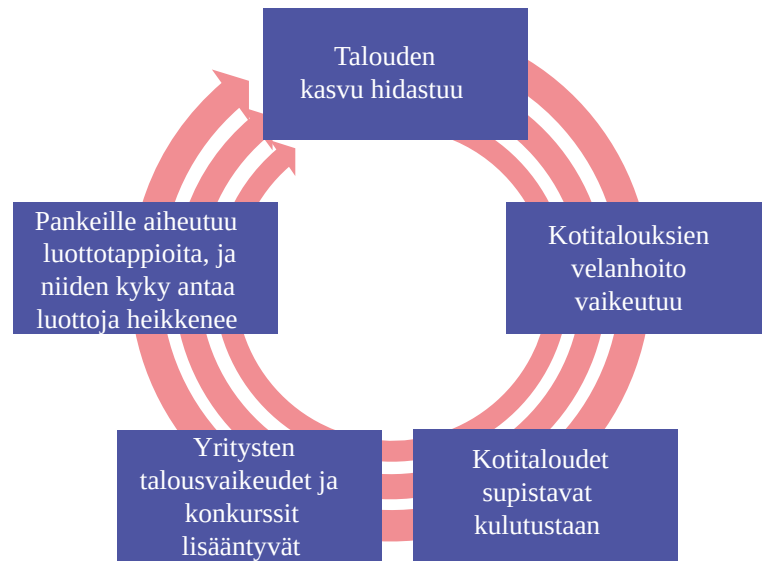 Talouden
kasvu hidastuu
Kotitalouksien
velanhoito
vaikeutuu
Kotitaloudet
supistavat
kulutustaan
Yritysten
talousvaikeudet ja
konkurssit
lisääntyvät
Pankeille aiheutuu
luottotappioita, ja
niiden kyky antaa
luottoja heikkenee